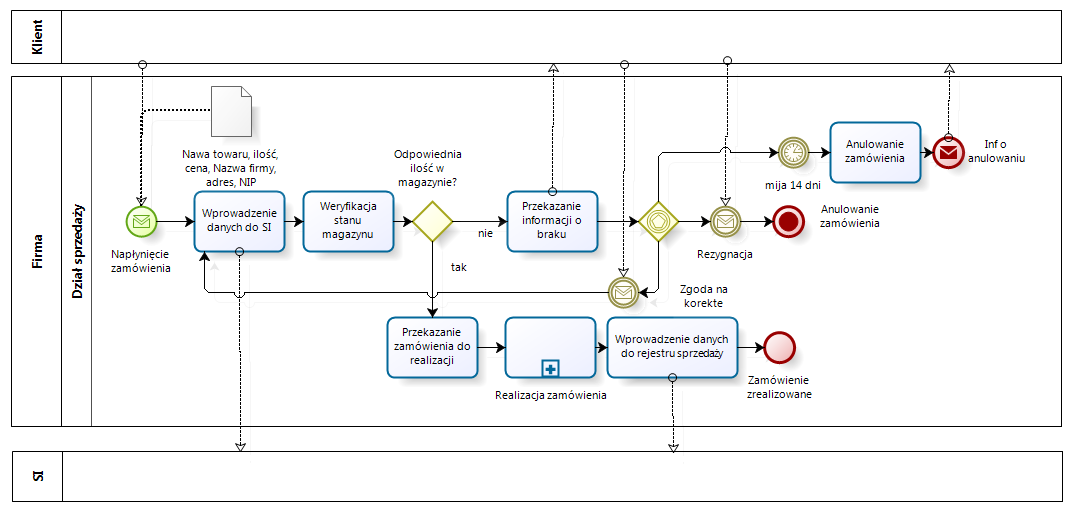 Klient
Firma
Dział sprzedaży
Nawa towaru, ilość,
cena, Nazwa firmy,
adres, NIP
Napłynięcie
zamówienia
Wprowadzenie
danych do SI
Weryfikacja
stanu
magazynu
Odpowiednia
ilość w
magazynie?
nie
tak
Przekazanie
informacji o
braku
mija 14 dni
Anulowanie
zamówienia
Info o
anulowaniu
Rezygnacja
Anulowanie
zamówienia
Zgoda na
korekte
Przekazanie
zamówienia do
realizacji
Realizacja zamówienia
Wprowadzenie danych
do rejestru sprzedaży
Zamówienie
zrealizowane
SI